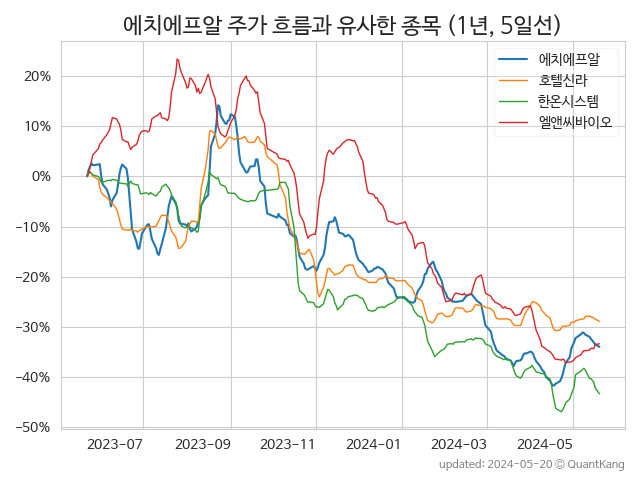 에치에프알 주가 흐름과 유사한 종목 (1년, 5일선)
에치에프알
호텔신라
한온시스템
엘앤씨바이오
20%
10%
0%
−10%
−20%
−30%
−40%
−50%
2023-07
2023-09
2023-11
2024-01
2024-03
2024-05
updated: 2024-05-20 © QuantKang